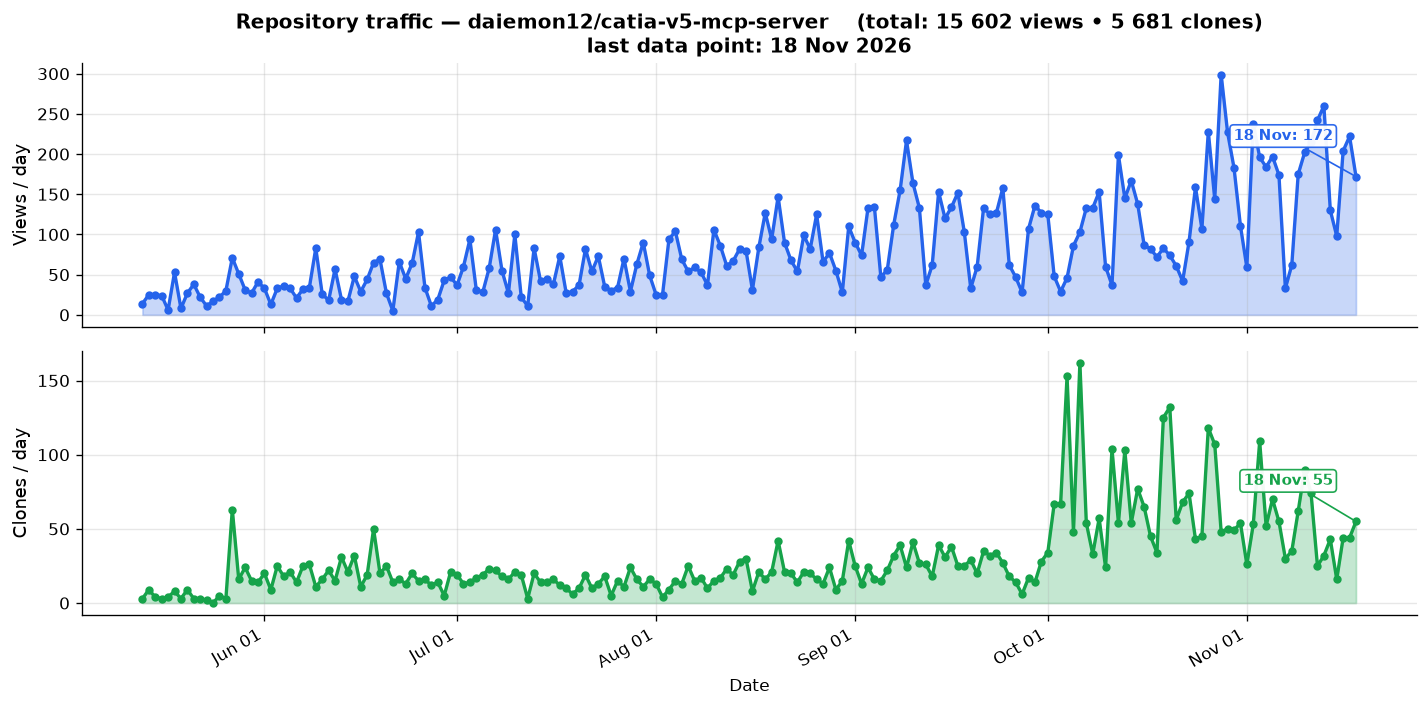 Repository traffic — daiemon12/catia-v5-mcp-server    (total: 15 602 views • 5 681 clones)
last data point: 18 Nov 2026
Views / day
300
250
200
150
100
50
0
18 Nov: 172
Clones / day
150
100
50
0
18 Nov: 55
Jun 01
Jul 01
Aug 01
Sep 01
Oct 01
Nov 01
Date